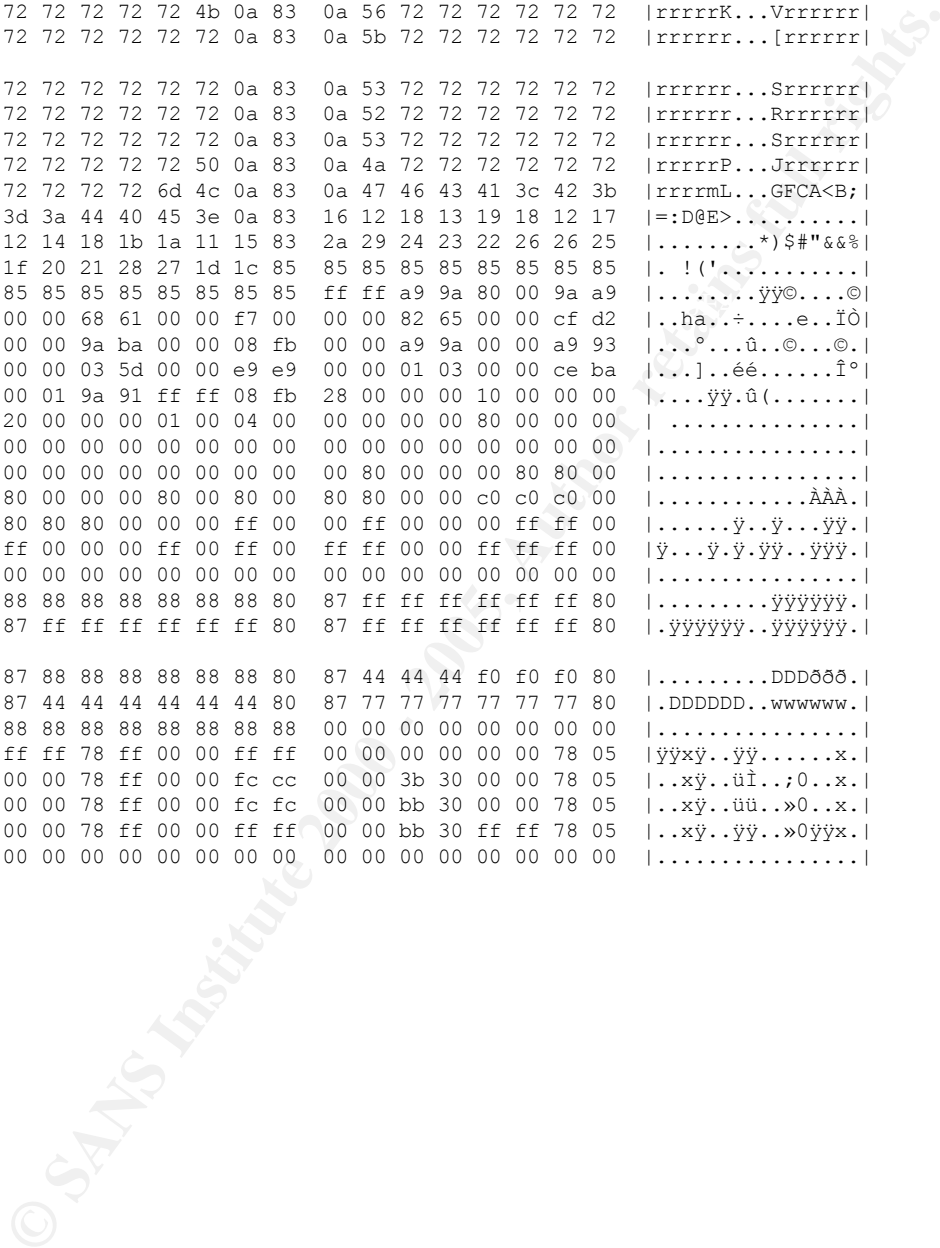 72 72 72 72 72 4b 0a 83  0a 56 72 72 72 72 72 72  |rrrrrK...Vrrrrrr|
72 72 72 72 72 72 0a 83  0a 5b 72 72 72 72 72 72  |rrrrrr...[rrrrrr|
72 72 72 72 72 72 0a 83  0a 53 72 72 72 72 72 72  |rrrrrr...Srrrrrr|
72 72 72 72 72 72 0a 83  0a 52 72 72 72 72 72 72  |rrrrrr...Rrrrrrr|
72 72 72 72 72 72 0a 83  0a 53 72 72 72 72 72 72  |rrrrrr...Srrrrrr|
72 72 72 72 72 50 0a 83  0a 4a 72 72 72 72 72 72  |rrrrrP...Jrrrrrr|
72 72 72 72 6d 4c 0a 83  0a 47 46 43 41 3c 42 3b  |rrrrmL...GFCA<B;|
3d 3a 44 40 45 3e 0a 83  16 12 18 13 19 18 12 17  |=:D@E>..........|
12 14 18 1b 1a 11 15 83  2a 29 24 23 22 26 26 25  |........*)$#"&&%|
1f 20 21 28 27 1d 1c 85  85 85 85 85 85 85 85 85  |. !('...........|
85 85 85 85 85 85 85 85  ff ff a9 9a 80 00 9a a9  |........ÿÿ©....©|
00 00 68 61 00 00 f7 00  00 00 82 65 00 00 cf d2  |..ha..÷....e..ÏÒ|
00 00 9a ba 00 00 08 fb  00 00 a9 9a 00 00 a9 93  |...º...û..©...©.|
00 00 03 5d 00 00 e9 e9  00 00 01 03 00 00 ce ba  |...]..éé......Îº|
00 01 9a 91 ff ff 08 fb  28 00 00 00 10 00 00 00  |....ÿÿ.û(.......|
20 00 00 00 01 00 04 00  00 00 00 00 80 00 00 00  | ...............|
00 00 00 00 00 00 00 00  00 00 00 00 00 00 00 00  |................|
00 00 00 00 00 00 00 00  00 80 00 00 00 80 80 00  |................|
80 00 00 00 80 00 80 00  80 80 00 00 c0 c0 c0 00  |............ÀÀÀ.|
80 80 80 00 00 00 ff 00  00 ff 00 00 00 ff ff 00  |......ÿ..ÿ...ÿÿ.|
ff 00 00 00 ff 00 ff 00  ff ff 00 00 ff ff ff 00  |ÿ...ÿ.ÿ.ÿÿ..ÿÿÿ.|
00 00 00 00 00 00 00 00  00 00 00 00 00 00 00 00  |................|
88 88 88 88 88 88 88 80  87 ff ff ff ff ff ff 80  |.........ÿÿÿÿÿÿ.|
87 ff ff ff ff ff ff 80  87 ff ff ff ff ff ff 80  |.ÿÿÿÿÿÿ..ÿÿÿÿÿÿ.|
87 88 88 88 88 88 88 80  87 44 44 44 f0 f0 f0 80  |.........DDDððð.|
87 44 44 44 44 44 44 80  87 77 77 77 77 77 77 80  |.DDDDDD..wwwwww.|
88 88 88 88 88 88 88 88  00 00 00 00 00 00 00 00  |................|
ff ff 78 ff 00 00 ff ff  00 00 00 00 00 00 78 05  |ÿÿxÿ..ÿÿ......x.|
00 00 78 ff 00 00 fc cc  00 00 3b 30 00 00 78 05  |..xÿ..üÌ..;0..x.|
00 00 78 ff 00 00 fc fc  00 00 bb 30 00 00 78 05  |..xÿ..üü..»0..x.|
00 00 78 ff 00 00 ff ff  00 00 bb 30 ff ff 78 05  |..xÿ..ÿÿ..»0ÿÿx.|
00 00 00 00 00 00 00 00  00 00 00 00 00 00 00 00  |................|
© SANS Institute 2000 - 2005, Author retains full rights.